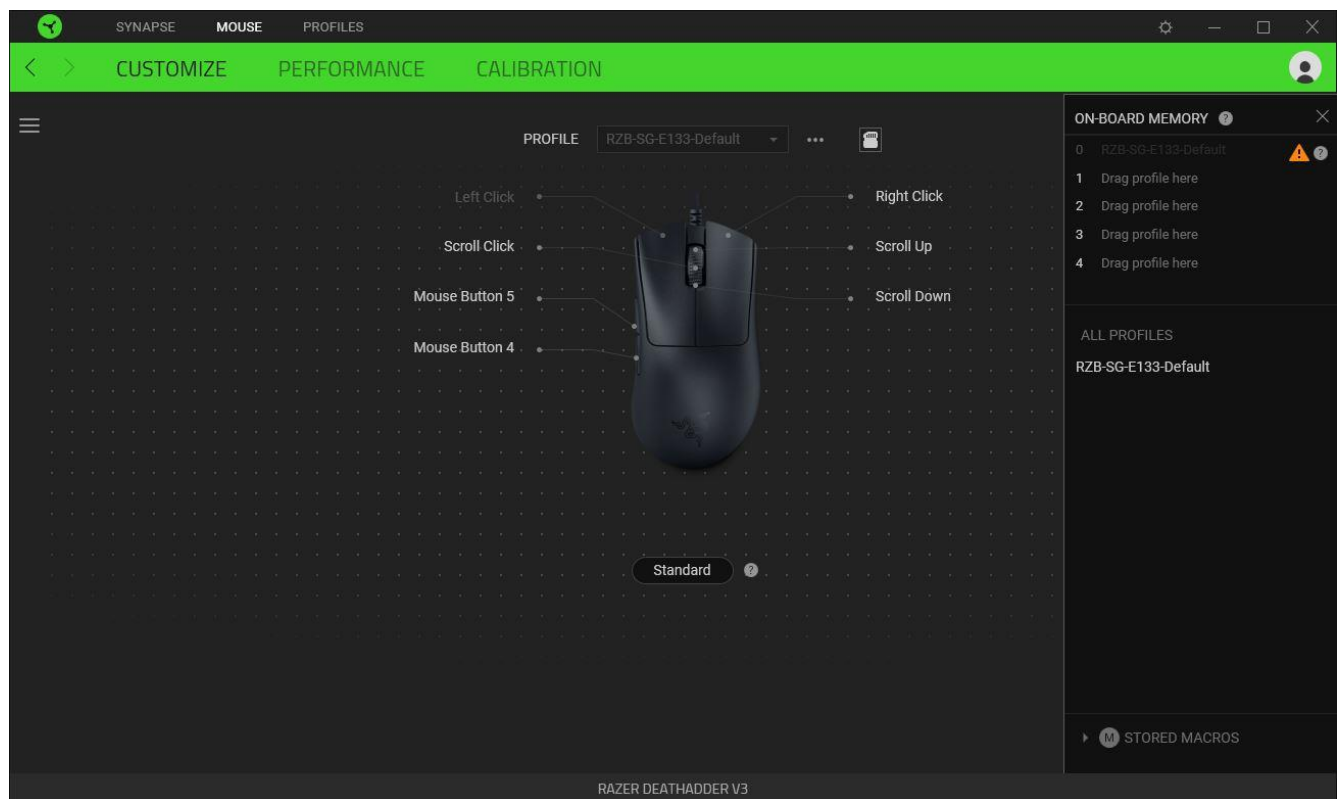 SYNAPSE MOUSE PROFILES
CUSTOMIZE PERFORMANCE CALIBRATION
PROFILE RZB-SG-E133-Default
Left Click
Scroll Click
Mouse Button 5
Mouse Button 4
Right Click
Scroll Up
Scroll Down
Standard ?
ON-BOARD MEMORY ?
0 RZB-SG-E133-Default ?
1 Drag profile here
2 Drag profile here
3 Drag profile here
4 Drag profile here
ALL PROFILES
RZB-SG-E133-Default
M STORED MACROS
RAZER DEATHADDER V3